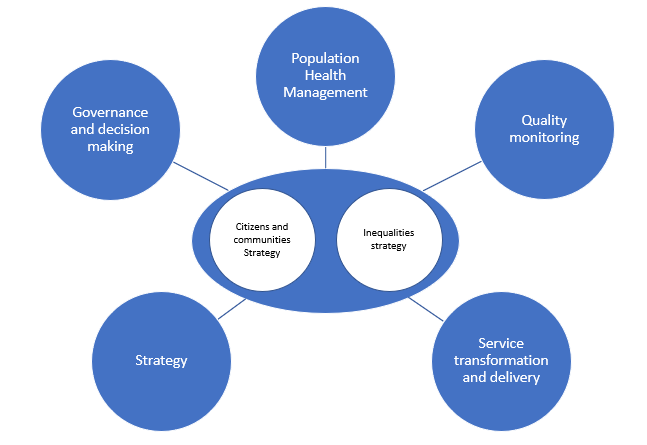 Population
Health
Management
Governance
and decision
making
Quality
monitoring
Citizens and
communities
Strategy
Inequalities
strategy
Strategy
Service
transformation
and delivery